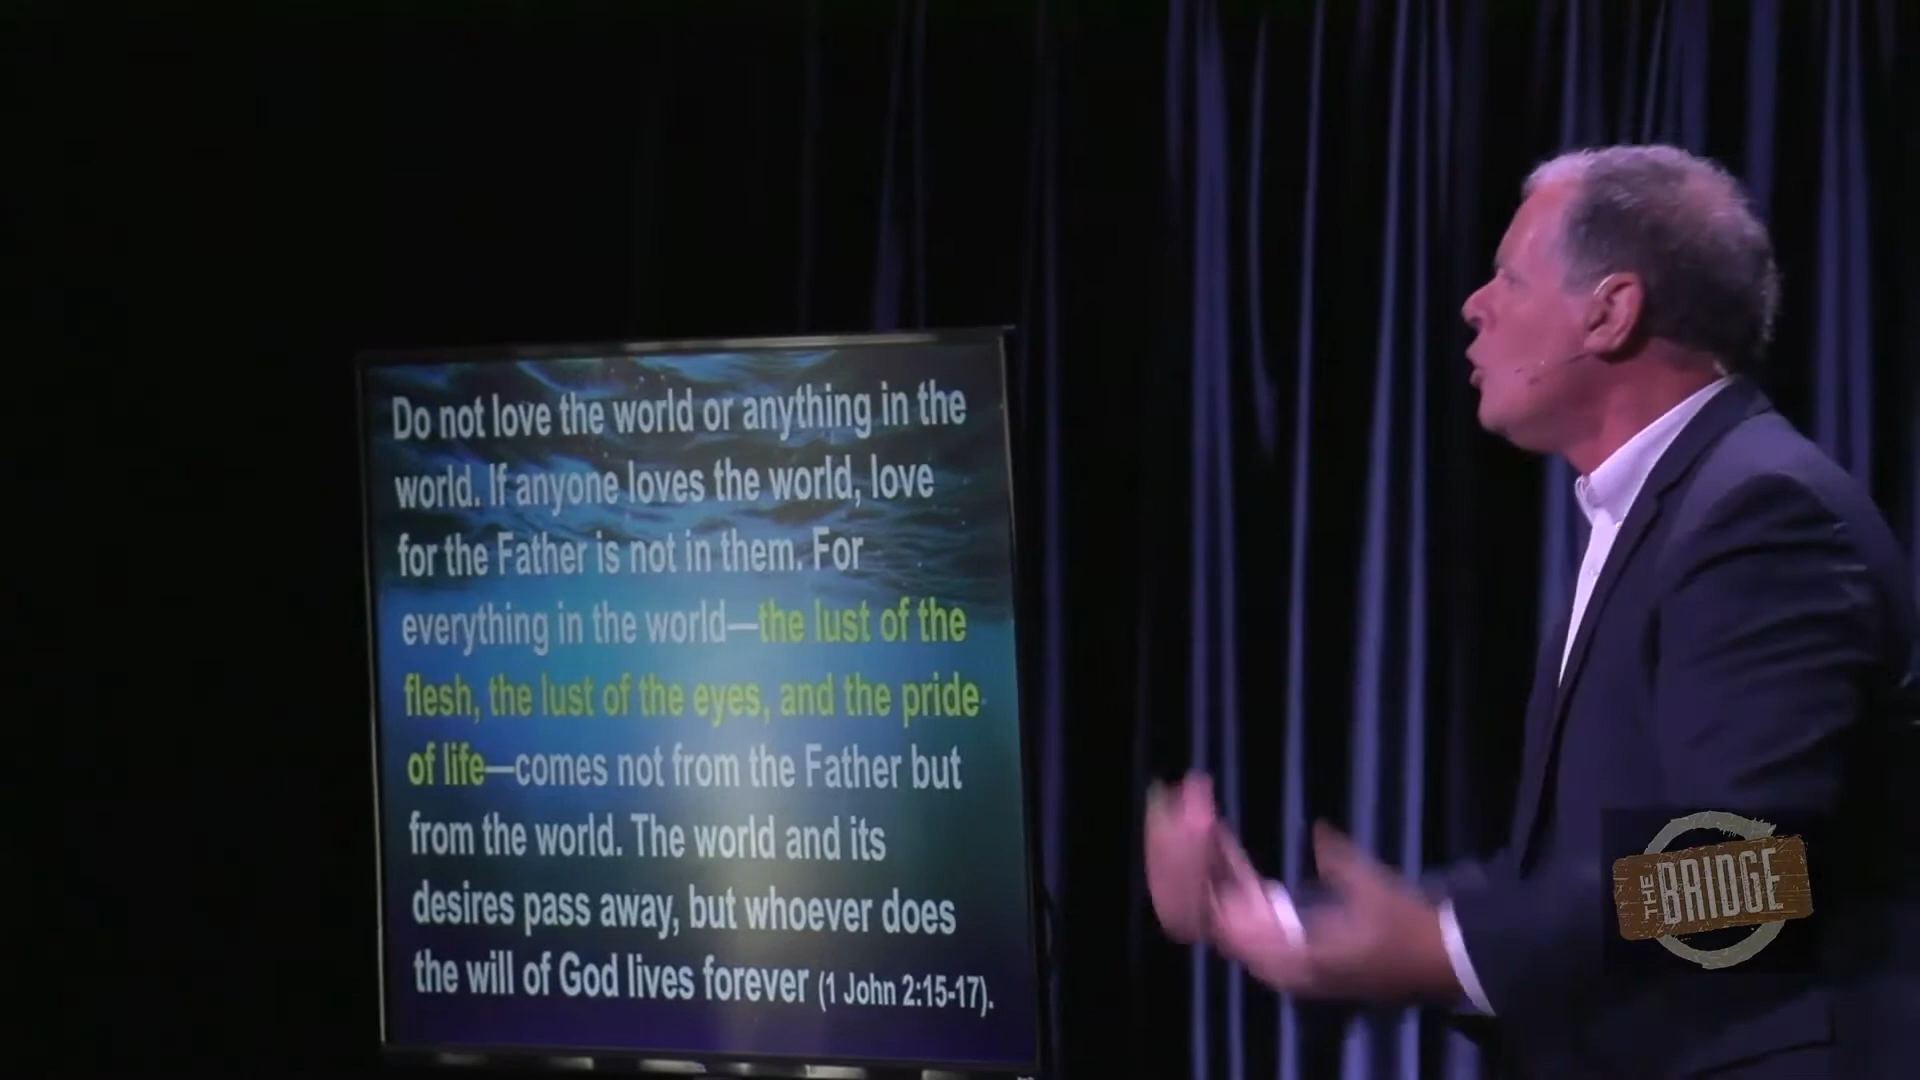 Do not love the world or anything in the
world. If anyone loves the world, love
for the Father is not in them. For
everything in the world—the lust of the
flesh, the lust of the eyes, and the pride
of life—comes not from the Father but
from the world. The world and its
desires pass away, but whoever does
the will of God lives forever (1 John 2:15-17).
THE BRIDGE